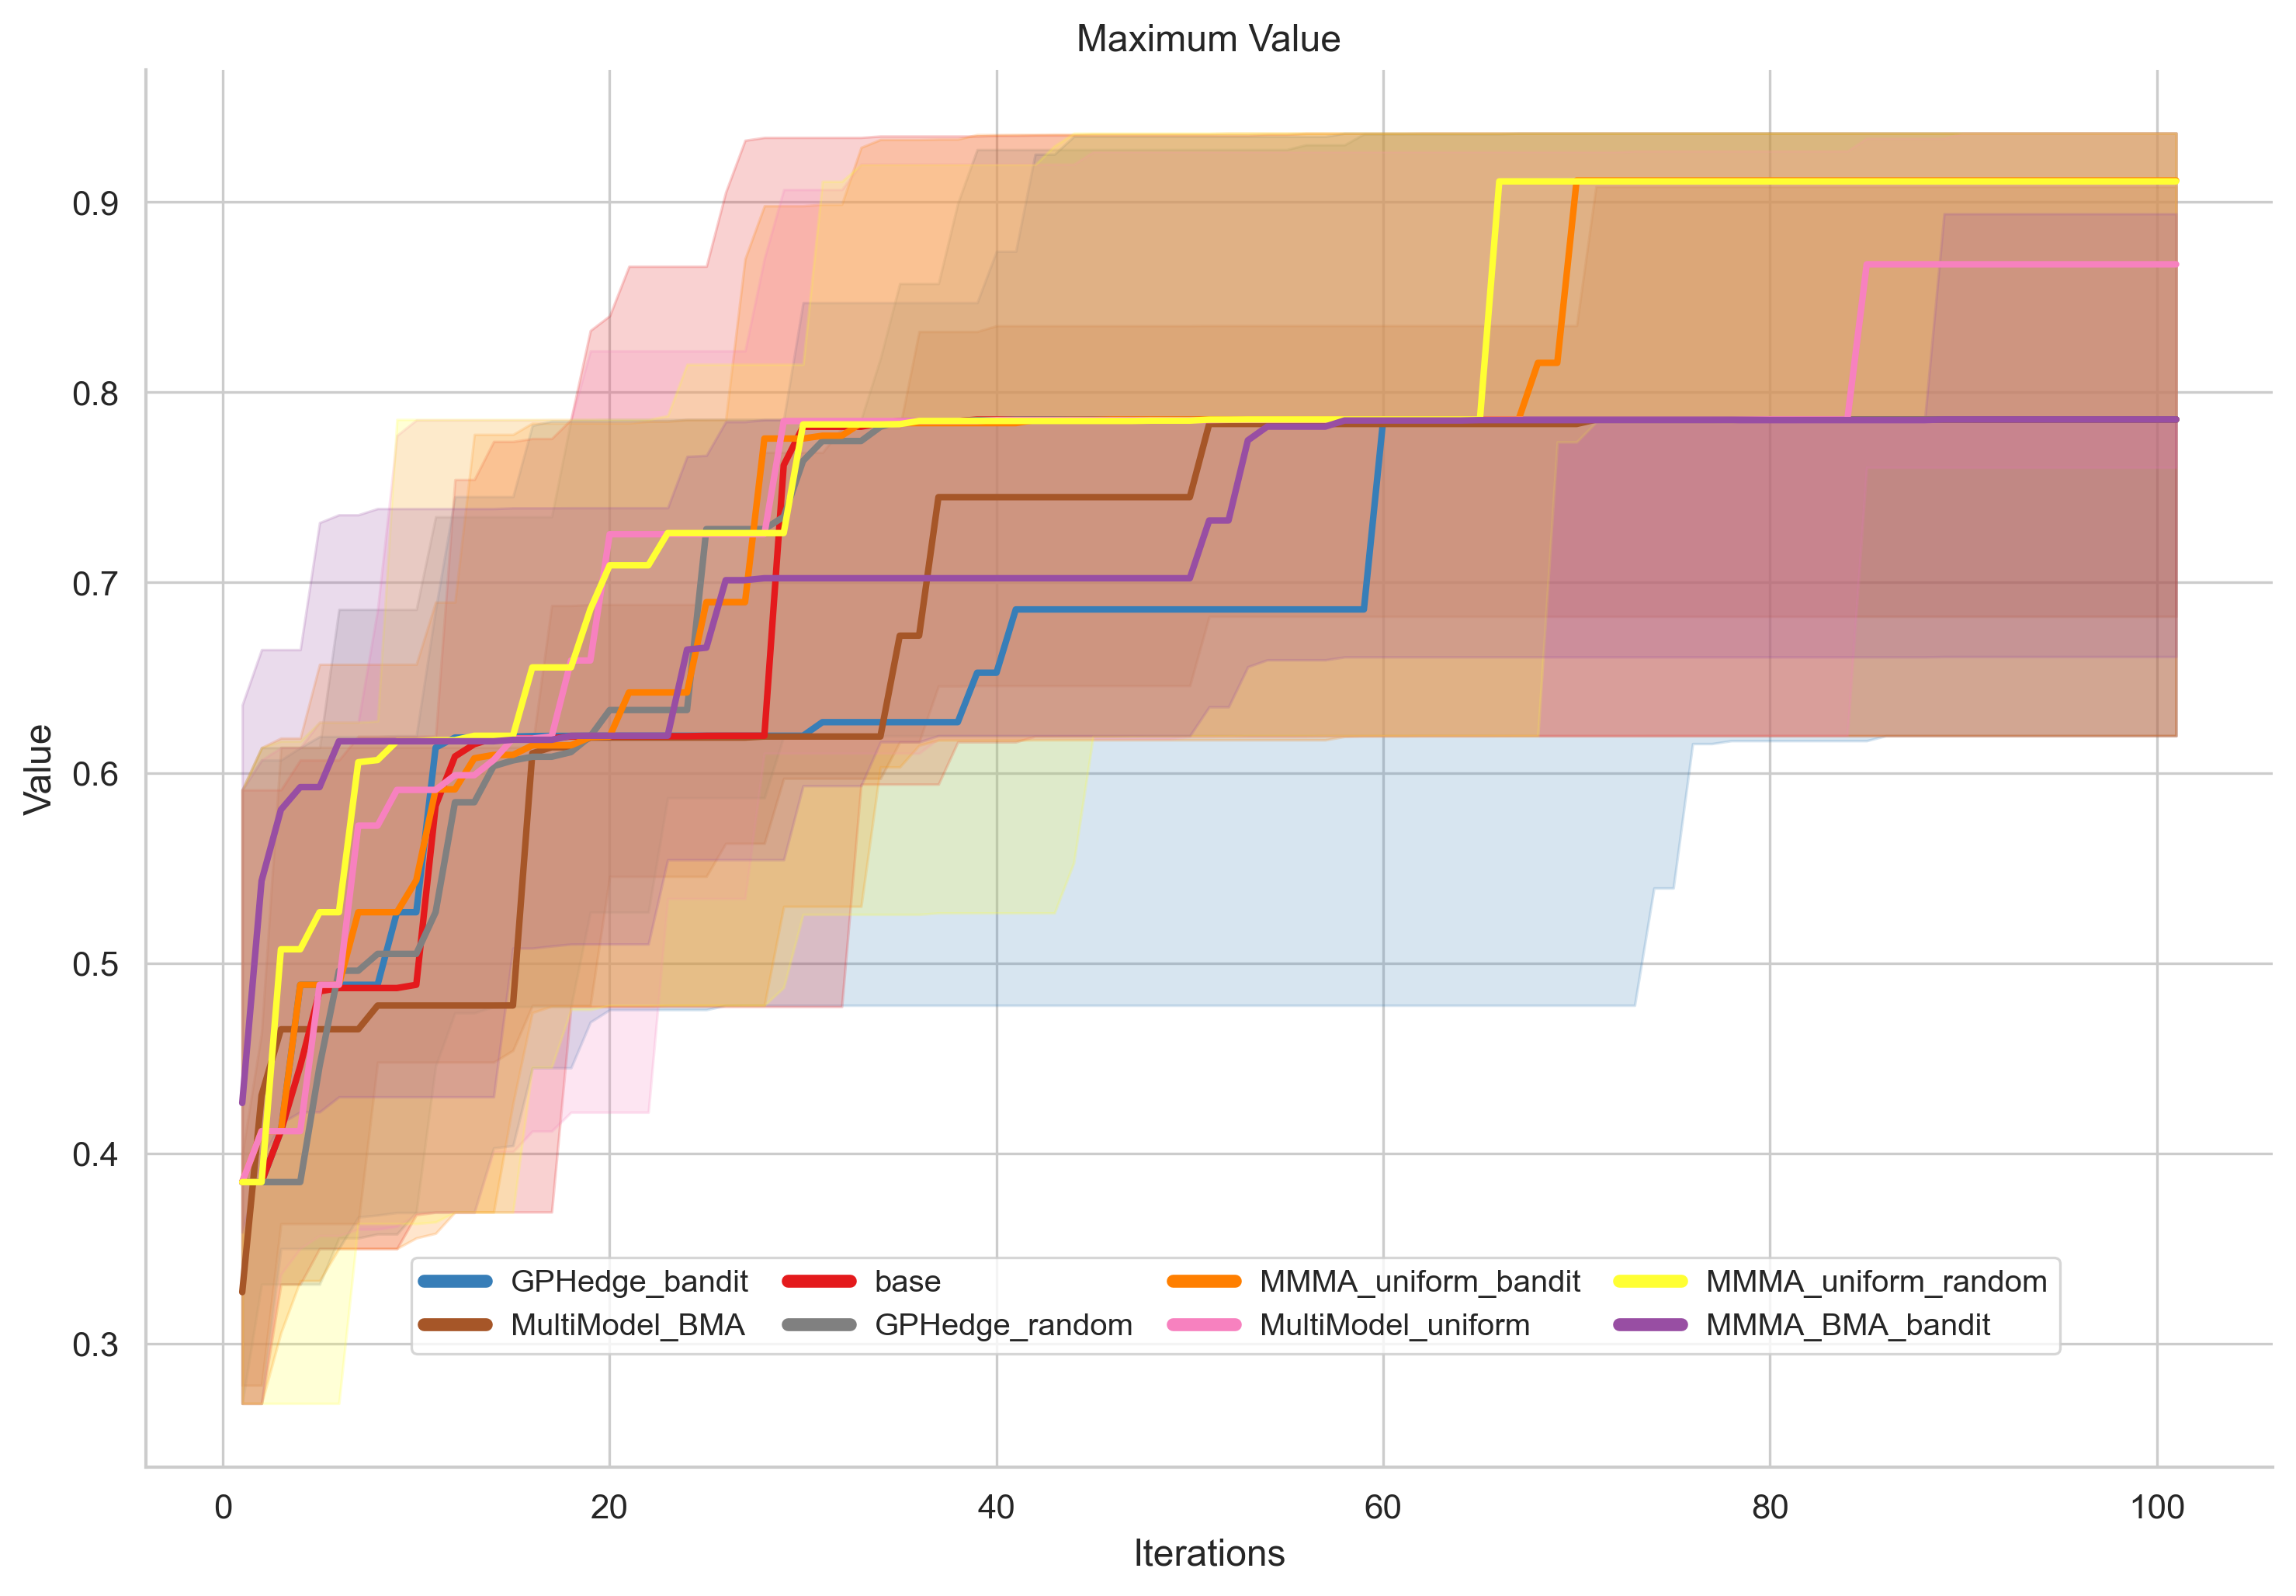 Maximum Value
0.9
0.8
0.7
0.6
0.5
0.4
0.3
Value
GPHedge_bandit base MMMA_uniform_bandit MMMA_uniform_random
MultiModel_BMA GPHedge_random MultiModel_uniform MMMA_BMA_bandit
0 20 40 60 80 100
Iterations